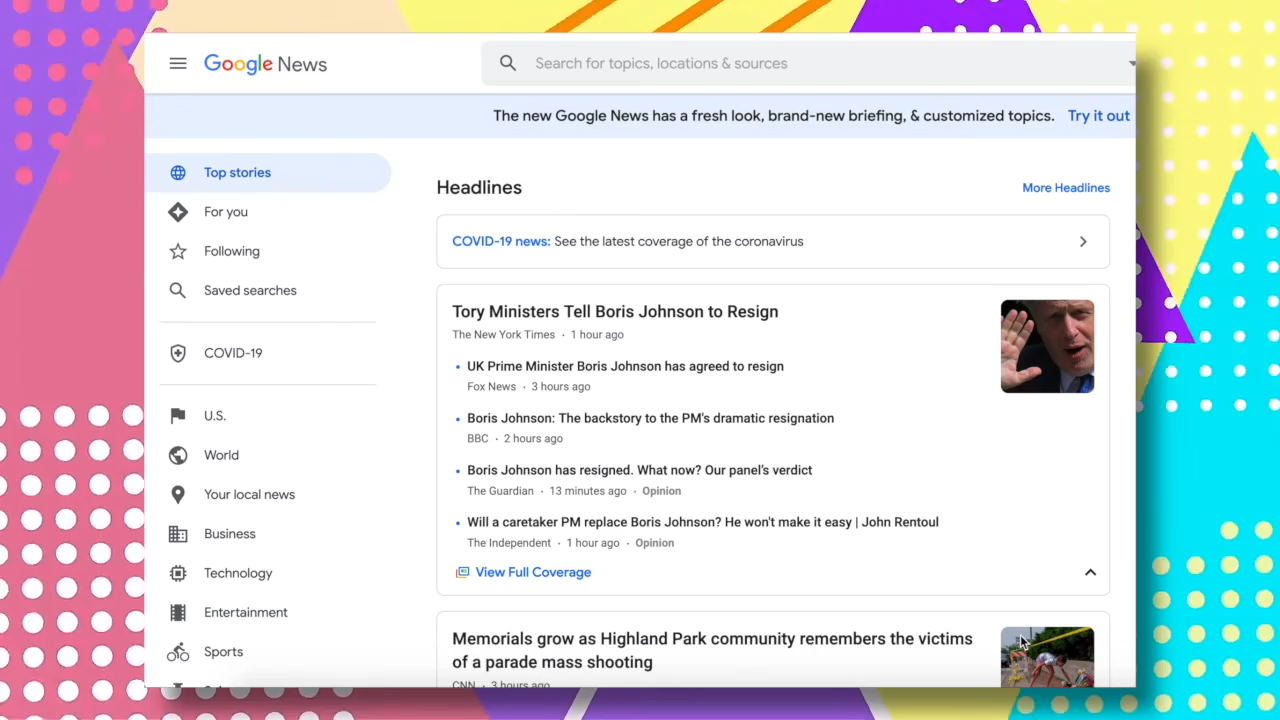 Google News
Search for topics, locations & sources
The new Google News has a fresh look, brand-new briefing, & customized topics. Try it out
Top stories
For you
Following
Saved searches
COVID-19
U.S.
World
Your local news
Business
Technology
Entertainment
Sports
Headlines
More Headlines
COVID-19 news: See the latest coverage of the coronavirus
Tory Ministers Tell Boris Johnson to Resign
The New York Times · 1 hour ago
• UK Prime Minister Boris Johnson has agreed to resign
Fox News · 3 hours ago
• Boris Johnson: The backstory to the PM's dramatic resignation
BBC · 2 hours ago
• Boris Johnson has resigned. What now? Our panel's verdict
The Guardian · 13 minutes ago · Opinion
• Will a caretaker PM replace Boris Johnson? He won't make it easy | John Rentoul
The Independent · 1 hour ago · Opinion
View Full Coverage
Memorials grow as Highland Park community remembers the victims
of a parade mass shooting
CNN · 3 hours ago